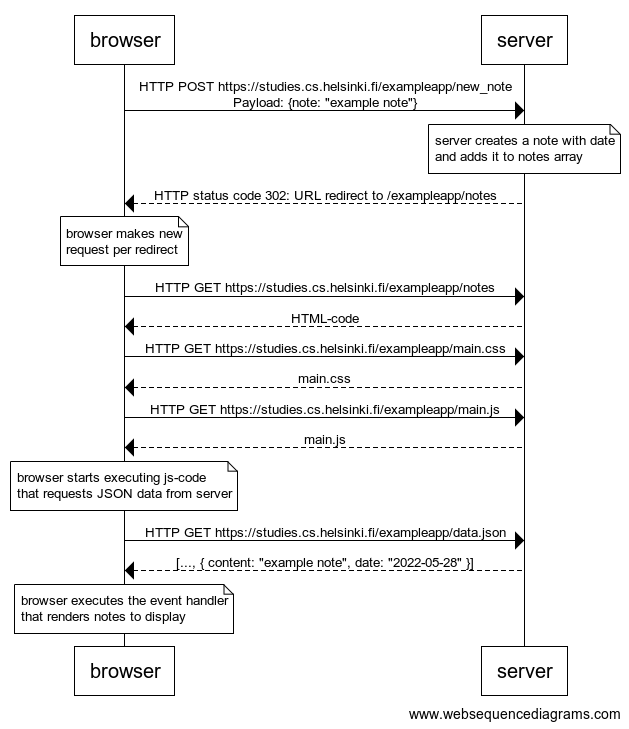 browser
server
HTTP POST https://studies.cs.helsinki.fi/exampleapp/new_note
Payload: {note: "example note"}
server creates a note with date
and adds it to notes array
HTTP status code 302: URL redirect to /exampleapp/notes
browser makes new
request per redirect
HTTP GET https://studies.cs.helsinki.fi/exampleapp/notes
HTML-code
HTTP GET https://studies.cs.helsinki.fi/exampleapp/main.css
main.css
HTTP GET https://studies.cs.helsinki.fi/exampleapp/main.js
main.js
browser starts executing js-code
that requests JSON data from server
HTTP GET https://studies.cs.helsinki.fi/exampleapp/data.json
[..., { content: "example note", date: "2022-05-28" }]
browser executes the event handler
that renders notes to display
browser
server
www.websequencediagrams.com